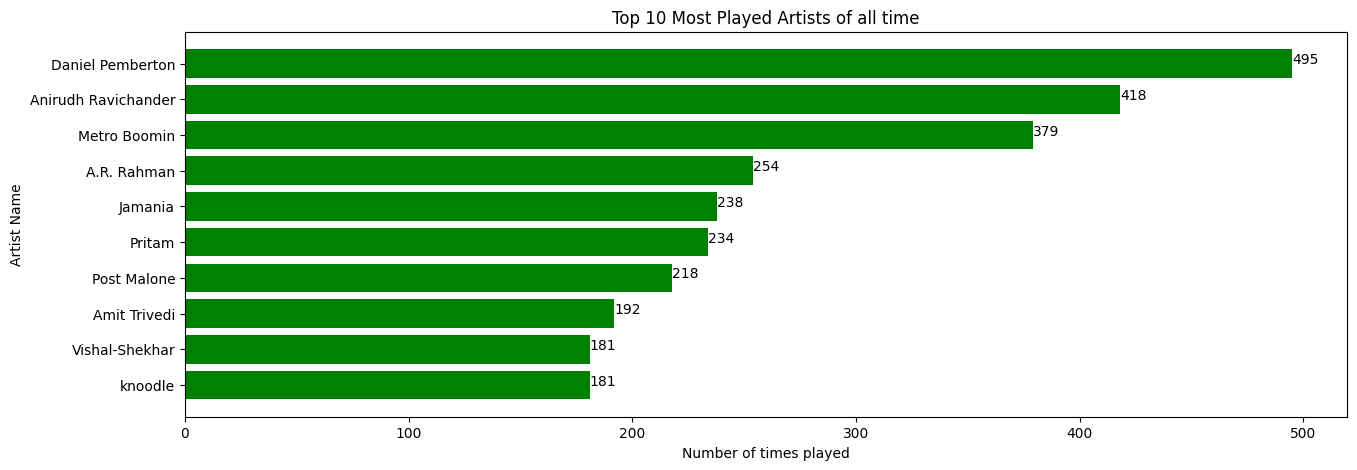 Top 10 Most Played Artists of all time
Artist Name
Daniel Pemberton 495
Anirudh Ravichander 418
Metro Boomin 379
A.R. Rahman 254
Jamania 238
Pritam 234
Post Malone 218
Amit Trivedi 192
Vishal-Shekhar 181
knoodle 181
0 100 200 300 400 500
Number of times played